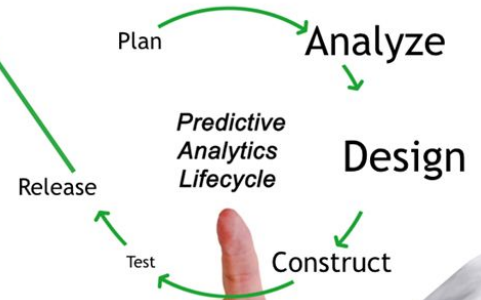 Plan
Analyze
Predictive
Analytics
Lifecycle
Design
Release
Test
Construct